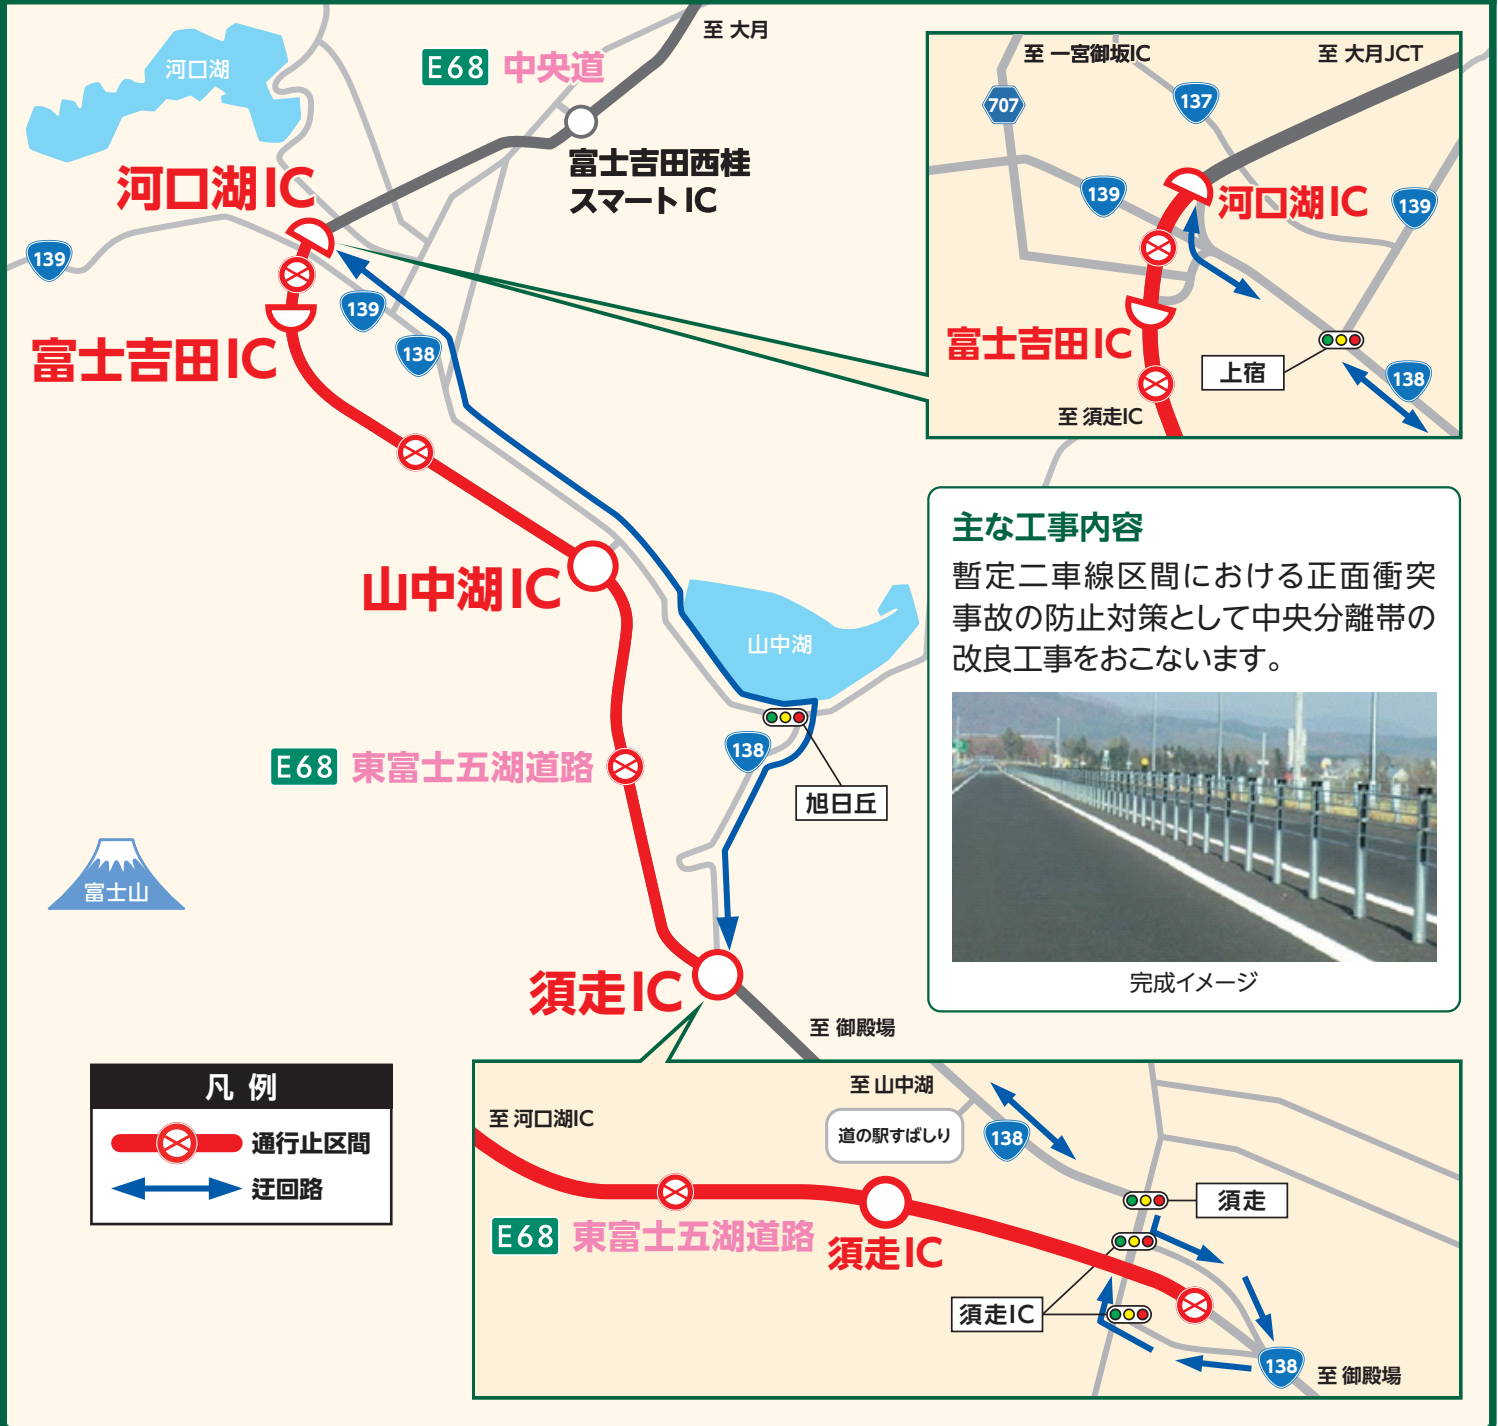 至 大月
河口湖
E68 中央道
富士吉田西桂
スマートIC
河口湖IC
139
139
138
富士吉田IC
山中湖IC
山中湖
138
E68 東富士五湖道路
旭日丘
富士山
須走IC
至 御殿場
至 一宮御坂IC
至 大月JCT
707
137
139
139
河口湖IC
富士吉田IC
上宿
138
至 須走IC
主な工事内容
暫定二車線区間における正面衝突
事故の防止対策として中央分離帯の
改良工事をおこないます。
完成イメージ
凡 例
通行止区間
迂回路
至 山中湖
至 河口湖IC
道の駅すばしり
138
須走
E68 東富士五湖道路
須走IC
須走IC
138
至 御殿場